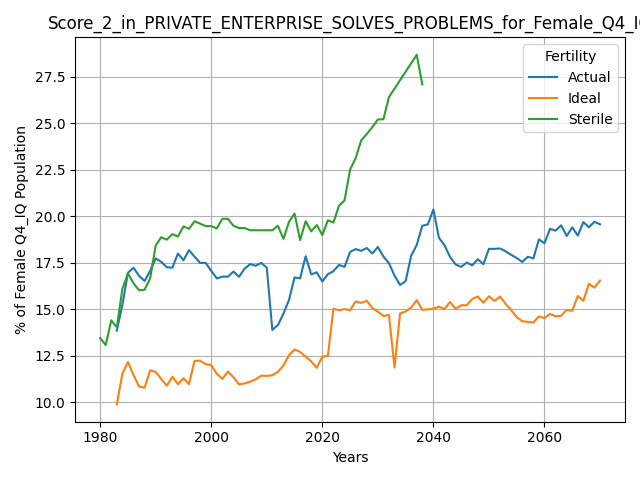 Score_2_in_PRIVATE_ENTERPRISE_SOLVES_PROBLEMS_for_Female_Q4_IQ
Fertility
Actual
Ideal
Sterile
27.5
25.0
22.5
20.0
17.5
15.0
12.5
10.0
% of Female Q4_IQ Population
1980
2000
2020
2040
2060
Years